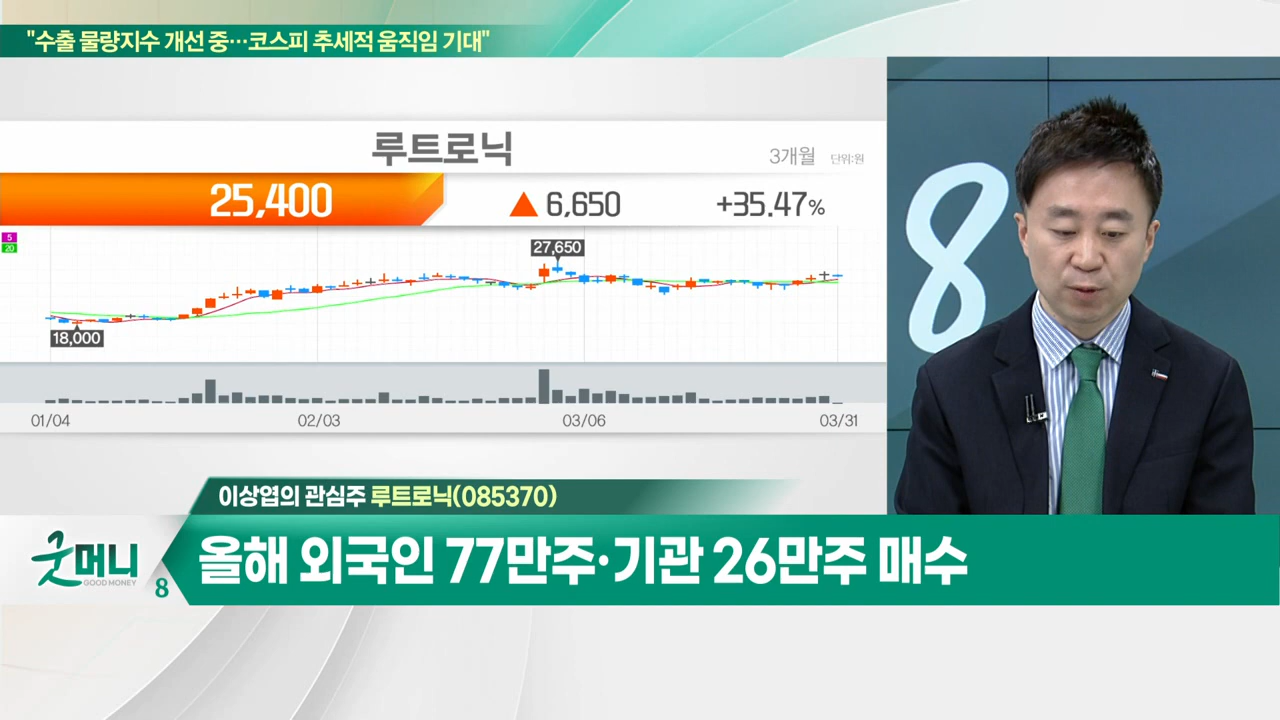 "수출 물량지수 개선 중…코스피 추세적 움직임 기대"
루트로닉
3개월 단위:원
25,400 ▲ 6,650 +35.47%
5
20
27,650
18,000
01/04 02/03 03/06 03/31
8
이상엽의 관심주 루트로닉(085370)
올해 외국인 77만주·기관 26만주 매수
굿머니
GOOD MONEY
8